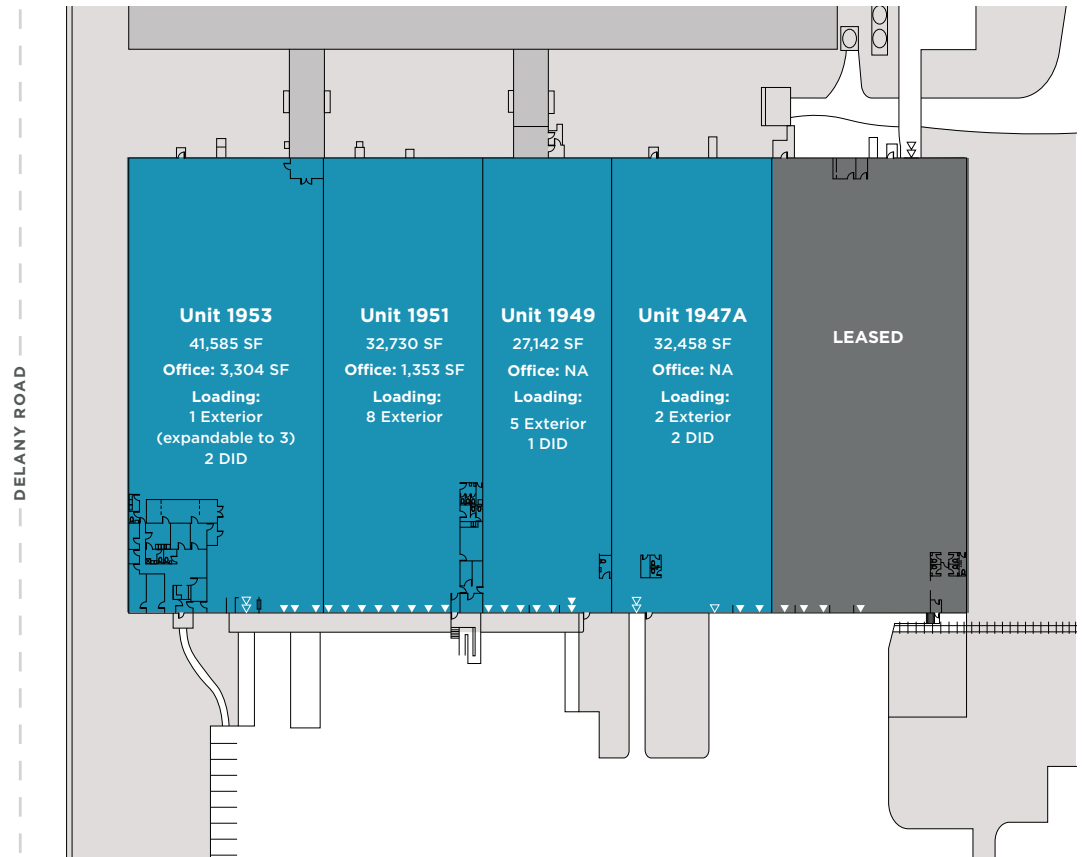 DELANY ROAD
Unit 1953
41,585 SF
Office: 3,304 SF
Loading:
1 Exterior
(expandable to 3)
2 DID
Unit 1951
32,730 SF
Office: 1,353 SF
Loading:
8 Exterior
Unit 1949
27,142 SF
Office: NA
Loading:
5 Exterior
1 DID
Unit 1947A
32,458 SF
Office: NA
Loading:
2 Exterior
2 DID
LEASED